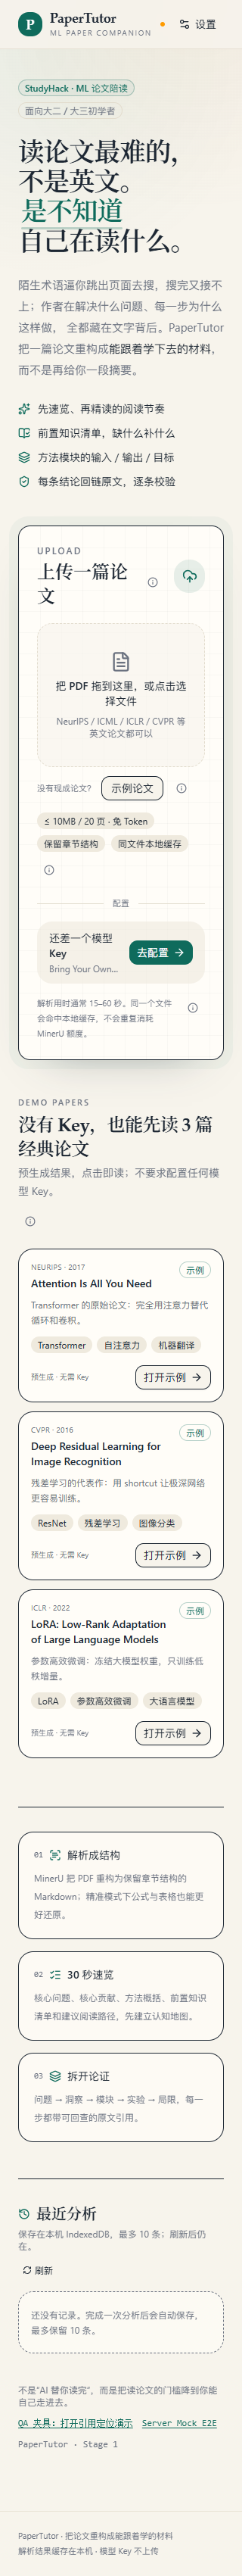 P PaperTutor
ML PAPER COMPANION
设置
StudyHack · ML 论文陪读
面向大二 / 大三初学者
读论文最难的，
不是英文。
是不知道
自己在读什么。
陌生术语逼你跳出页面去搜，搜完又接不
上；作者在解决什么问题、每一步为什么
这样做， 全都藏在文字背后。PaperTutor
把一篇论文重构成能跟着学下去的材料，
而不是再给你一段摘要。
先速览、再精读的阅读节奏
前置知识清单，缺什么补什么
方法模块的输入 / 输出 / 目标
每条结论回链原文，逐条校验
UPLOAD
上传一篇论
文
把 PDF 拖到这里，或点击选
择文件
NeurIPS / ICML / ICLR / CVPR 等
英文论文都可以
没有现成论文？
示例论文
≤ 10MB / 20 页 · 免 Token
保留章节结构
同文件本地缓存
配置
还差一个模型
Key
Bring Your Own...
去配置
解析用时通常 15–60 秒。同一个文件
会命中本地缓存，不会重复消耗
MinerU 额度。
DEMO PAPERS
没有 Key，也能先读 3 篇
经典论文
预生成结果，点击即读；不要求配置任何模
型 Key。
NEURIPS · 2017
示例
Attention Is All You Need
Transformer 的原始论文：完全用注意力替代
循环和卷积。
Transformer
自注意力
机器翻译
预生成 · 无需 Key
打开示例
CVPR · 2016
示例
Deep Residual Learning for
Image Recognition
残差学习的代表作：用 shortcut 让极深网络
更容易训练。
ResNet
残差学习
图像分类
预生成 · 无需 Key
打开示例
ICLR · 2022
示例
LoRA: Low-Rank Adaptation
of Large Language Models
参数高效微调：冻结大模型权重，只训练低
秩增量。
LoRA
参数高效微调
大语言模型
预生成 · 无需 Key
打开示例
01 解析成结构
MinerU 把 PDF 重构为保留章节结构的
Markdown；精准模式下公式与表格也能更
好还原。
02 30 秒速览
核心问题、核心贡献、方法概括、前置知识
清单和建议阅读路径，先建立认知地图。
03 拆开论证
问题 → 洞察 → 模块 → 实验 → 局限，每一
步都带可回查的原文引用。
最近分析
保存在本机 IndexedDB，最多 10 条；刷新后仍
在。
刷新
还没有记录。完成一次分析后会自动保存，
最多保留 10 条。
不是“AI 替你读完”，而是把读论文的门槛降到你能
自己走进去。
QA 夹具：打开引用定位演示 Server Mock E2E
PaperTutor · Stage 1
PaperTutor · 把论文重构成能跟着学的材料
解析结果缓存在本机 · 模型 Key 不上传